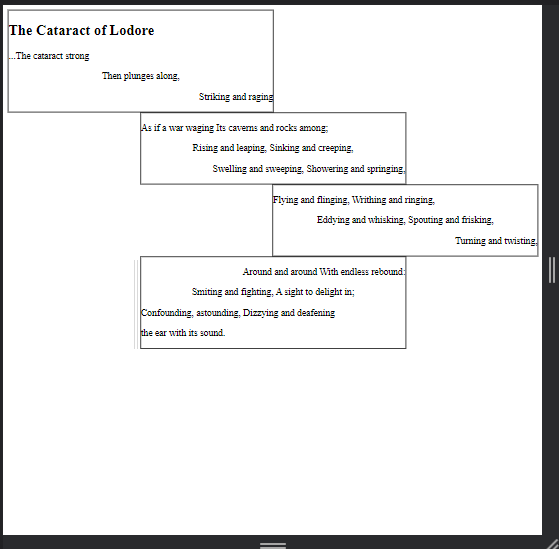 The Cataract of Lodore
...The cataract strong
Then plunges along,
Striking and raging
As if a war waging Its caverns and rocks among;
Rising and leaping, Sinking and creeping,
Swelling and sweeping, Showering and springing,
Flying and flinging, Writhing and ringing,
Eddying and whisking, Spouting and frisking,
Turning and twisting,
Around and around With endless rebound:
Smiting and fighting, A sight to delight in;
Confounding, astounding, Dizzying and deafening
the ear with its sound.